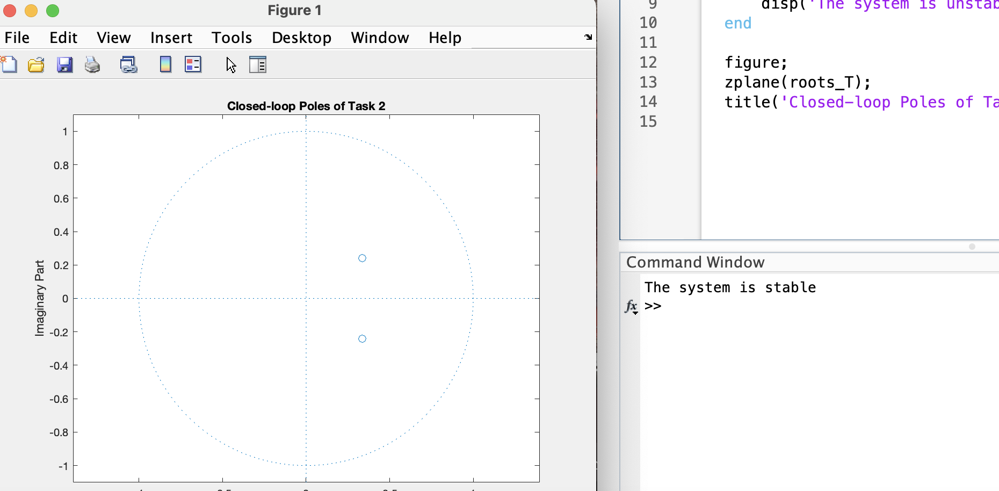 Figure 1
File Edit View Insert Tools Desktop Window Help
Closed-loop Poles of Task 2
1
0.8
0.6
0.4
0.2
0
-0.2
-0.4
-0.6
-0.8
-1
Imaginary Part
9 disp('The system is unstab
10 end
11
12 figure;
13 zplane(roots_T);
14 title('Closed-loop Poles of Ta
15
Command Window
The system is stable
fx >>